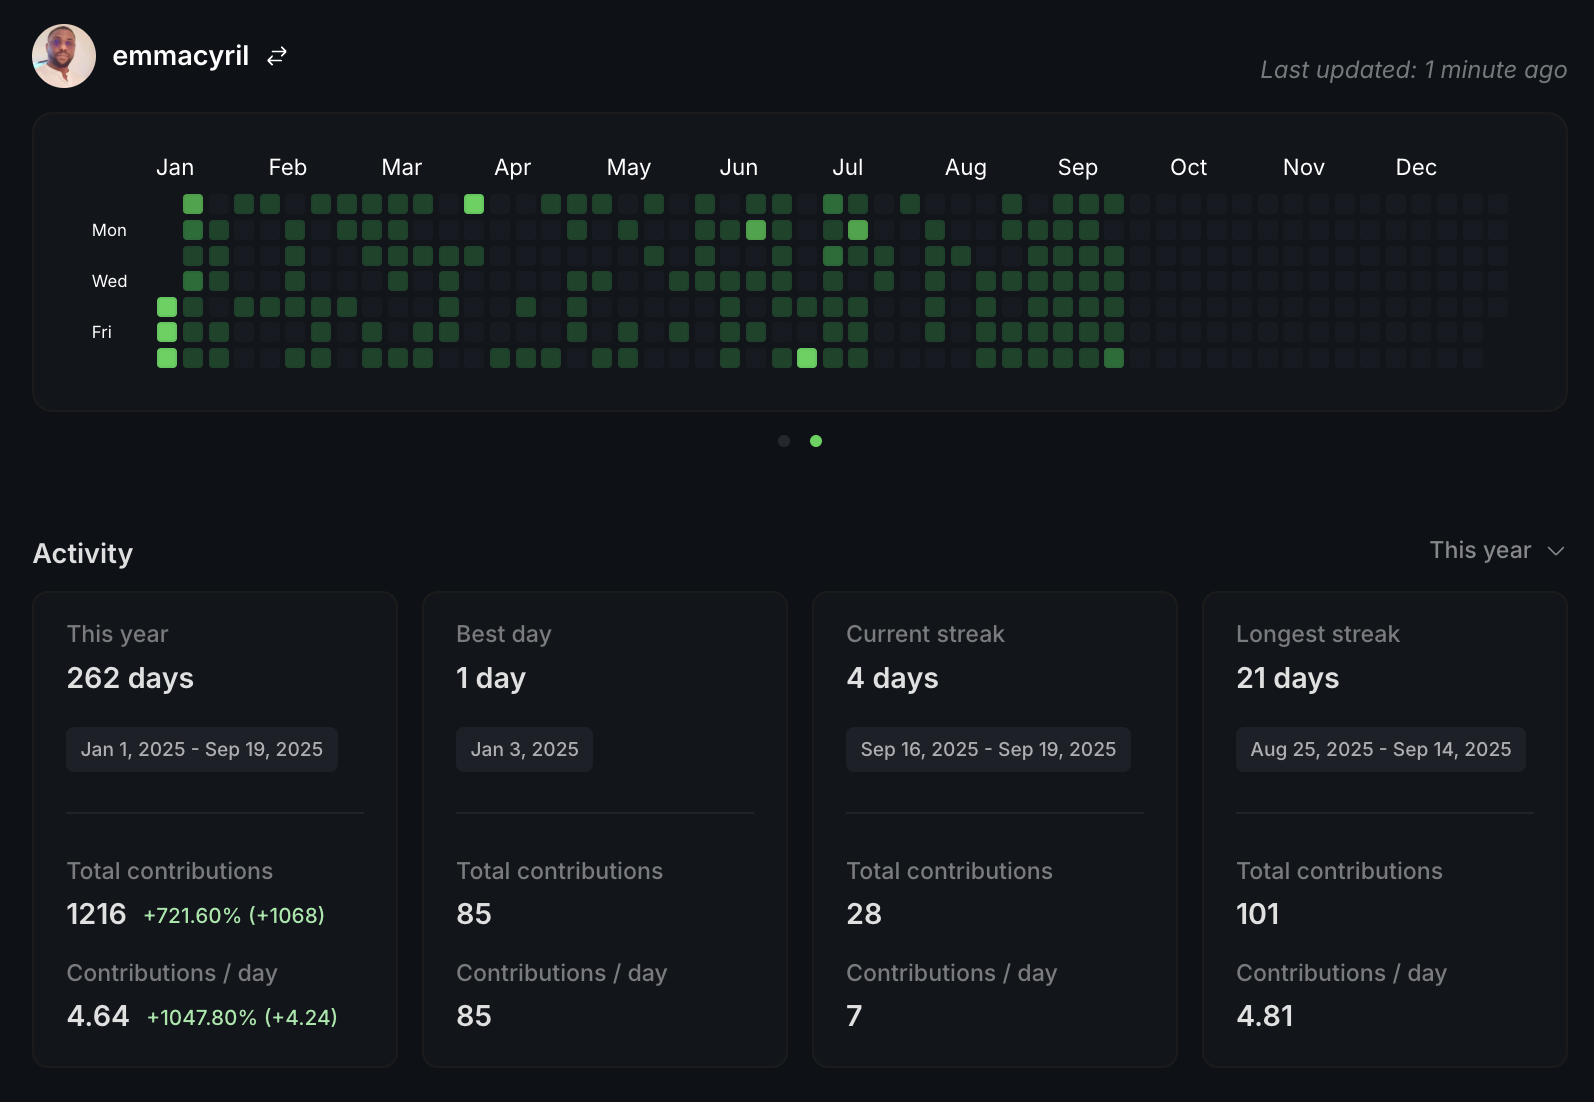 emmacyril
Last updated: 1 minute ago
Jan Feb Mar Apr May Jun Jul Aug Sep Oct Nov Dec
Mon
Wed
Fri
Activity
This year
This year
262 days
Jan 1, 2025 - Sep 19, 2025
Total contributions
1216 +721.60% (+1068)
Contributions / day
4.64 +1047.80% (+4.24)
Best day
1 day
Jan 3, 2025
Total contributions
85
Contributions / day
85
Current streak
4 days
Sep 16, 2025 - Sep 19, 2025
Total contributions
28
Contributions / day
7
Longest streak
21 days
Aug 25, 2025 - Sep 14, 2025
Total contributions
101
Contributions / day
4.81